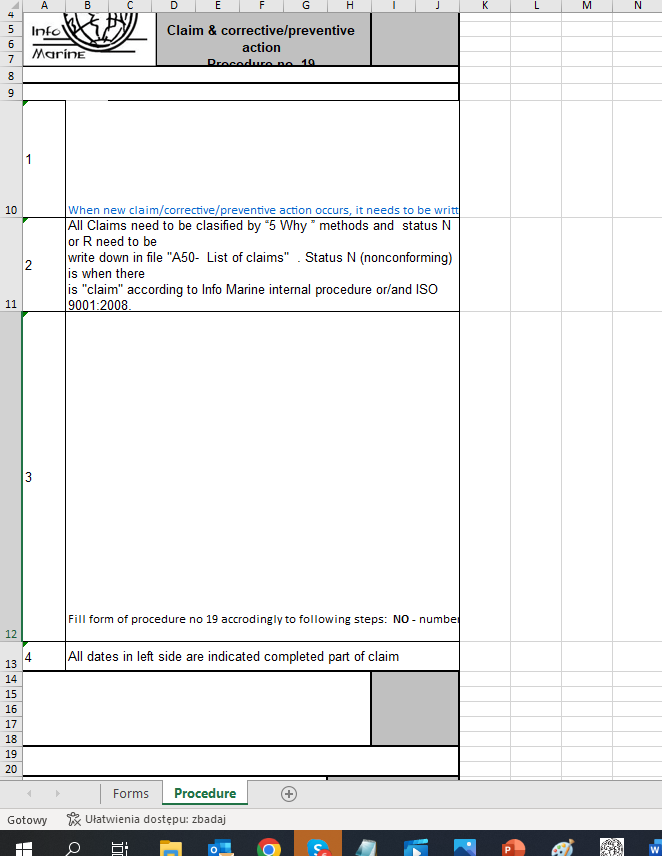 A B C D E F G H I J K L M N
4
5
6
7
8
9
10
11
12
13
14
15
16
17
18
19
20
Info
Marine
Claim & corrective/preventive
action
Procedure no. 19
1
When new claim/corrective/preventive action occurs, it needs to be writt
2
All Claims need to be clasified by “5 Why ” methods and status N
or R need to be
write down in file "A50- List of claims" . Status N (nonconforming)
is when there
is "claim" according to Info Marine internal procedure or/and ISO
9001:2008.
3
Fill form of procedure no 19 accrodingly to following steps: NO - number
4
All dates in left side are indicated completed part of claim
Forms Procedure
Gotowy Ułatwienia dostępu: zbadaj